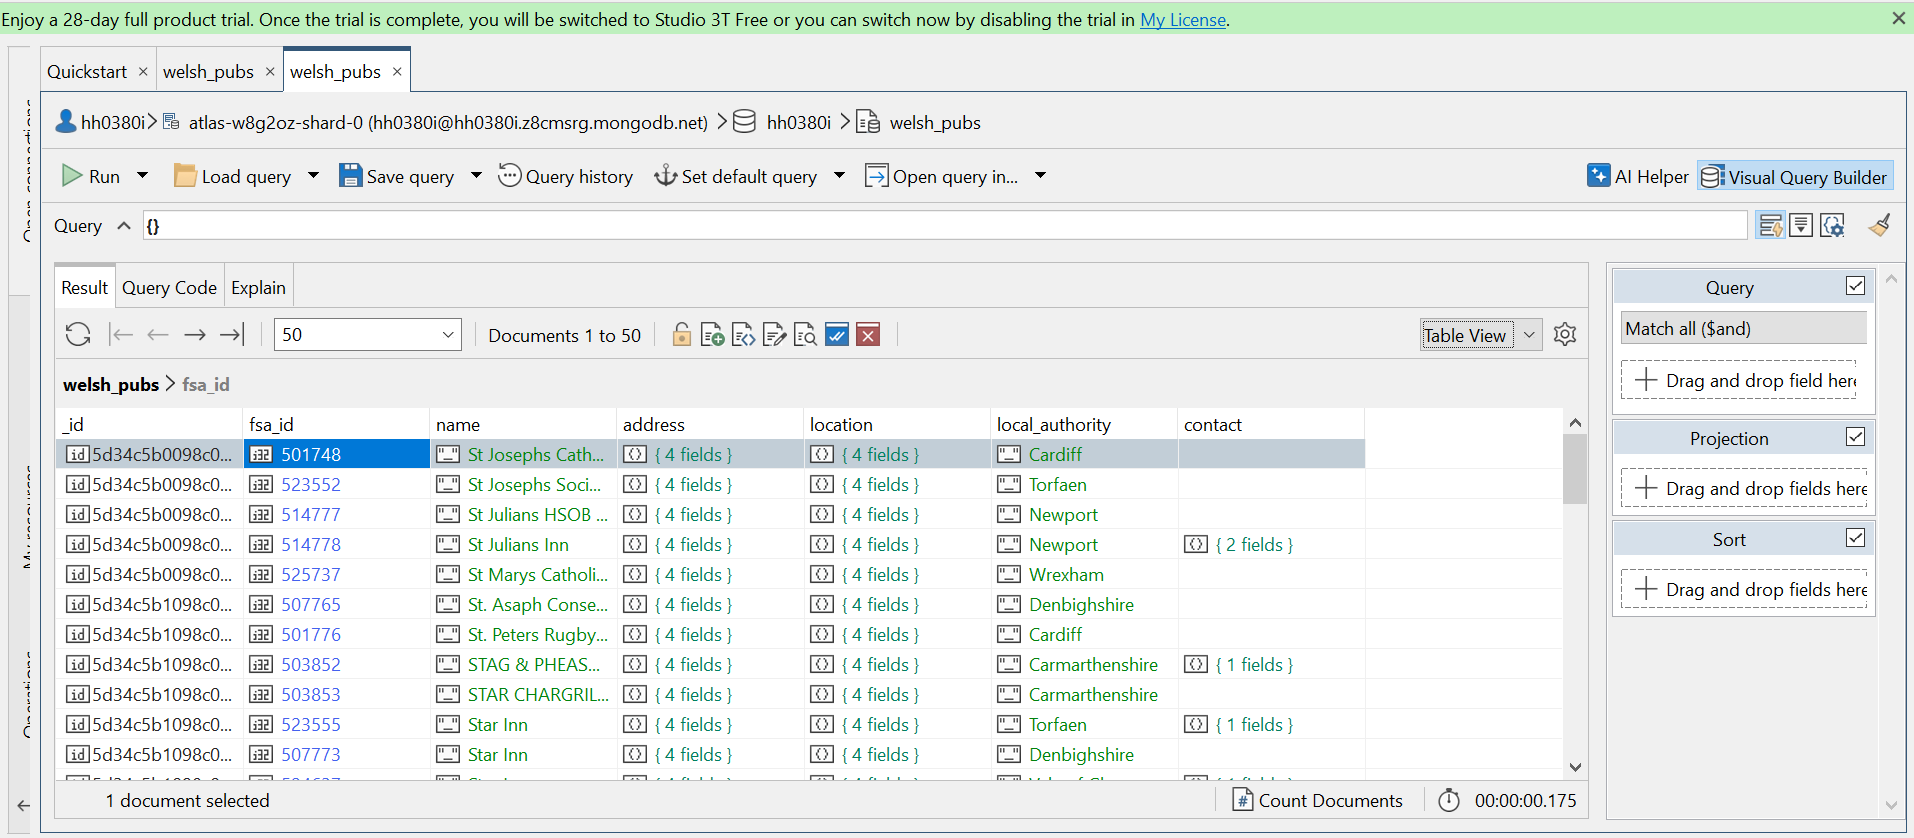 Enjoy a 28-day full product trial. Once the trial is complete, you will be switched to Studio 3T Free or you can switch now by disabling the trial in My License.
Quickstart welsh_pubs welsh_pubs
hh0380i atlas-w8g2oz-shard-0 (hh0380i@hh0380i.z8cmsrg.mongodb.net) hh0380i welsh_pubs
Run Load query Save query Query history Set default query Open query in... AI Helper Visual Query Builder
Query {}
Result Query Code Explain
50 Documents 1 to 50 Table View
welsh_pubs > fsa_id
_id fsa_id name address location local_authority contact
5d34c5b0098c0... 501748 St Josephs Cath... { 4 fields } { 4 fields } Cardiff
5d34c5b0098c0... 523552 St Josephs Soci... { 4 fields } { 4 fields } Torfaen
5d34c5b0098c0... 514777 St Julians HSOB ... { 4 fields } { 4 fields } Newport
5d34c5b0098c0... 514778 St Julians Inn { 4 fields } { 4 fields } Newport { 2 fields }
5d34c5b0098c0... 525737 St Marys Catholi... { 4 fields } { 4 fields } Wrexham
5d34c5b1098c0... 507765 St. Asaph Conse... { 4 fields } { 4 fields } Denbighshire
5d34c5b1098c0... 501776 St. Peters Rugby... { 4 fields } { 4 fields } Cardiff
5d34c5b1098c0... 503852 STAG & PHEAS... { 4 fields } { 4 fields } Carmarthenshire { 1 fields }
5d34c5b1098c0... 503853 STAR CHARGRIL... { 4 fields } { 4 fields } Carmarthenshire
5d34c5b1098c0... 523555 Star Inn { 4 fields } { 4 fields } Torfaen { 1 fields }
5d34c5b1098c0... 507773 Star Inn { 4 fields } { 4 fields } Denbighshire
1 document selected Count Documents 00:00:00.175
Query
Match all ($and)
Drag and drop field here
Projection
Drag and drop fields here
Sort
Drag and drop fields here